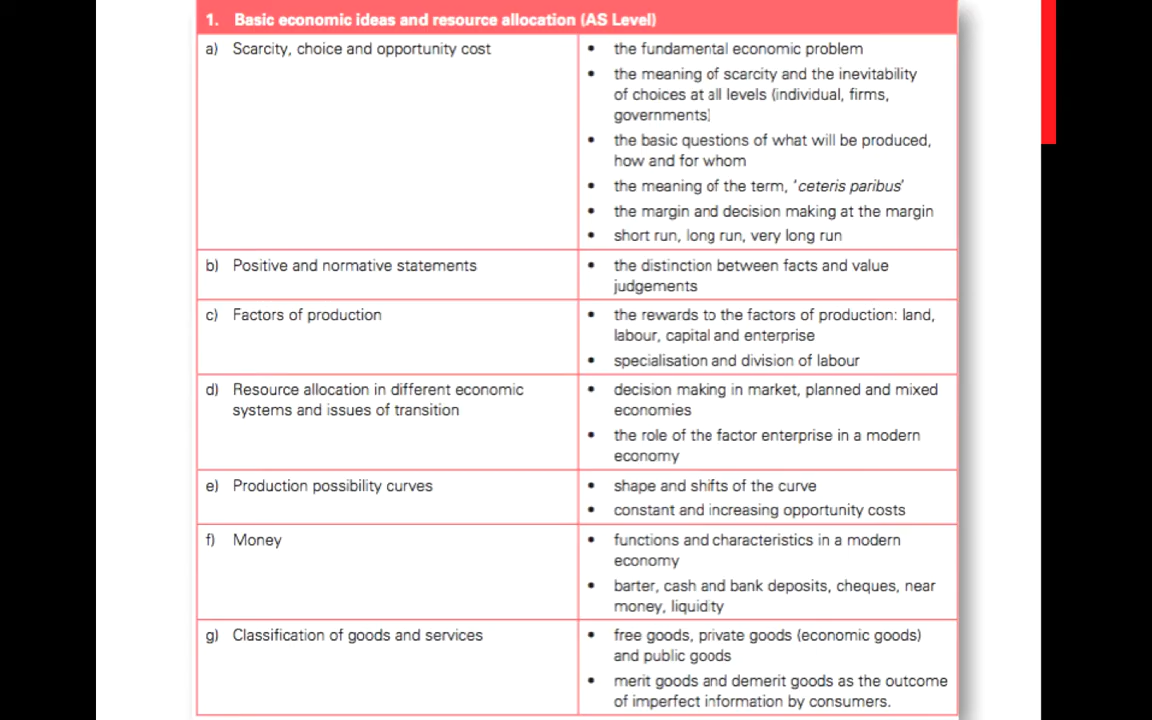 1. Basic economic ideas and resource allocation (AS Level)
a) Scarcity, choice and opportunity cost
• the fundamental economic problem
• the meaning of scarcity and the inevitability
of choices at all levels (individual, firms,
governments)
• the basic questions of what will be produced,
how and for whom
• the meaning of the term, ‘ceteris paribus’
• the margin and decision making at the margin
• short run, long run, very long run
b) Positive and normative statements
• the distinction between facts and value
judgements
c) Factors of production
• the rewards to the factors of production: land,
labour, capital and enterprise
• specialisation and division of labour
d) Resource allocation in different economic
systems and issues of transition
• decision making in market, planned and mixed
economies
• the role of the factor enterprise in a modern
economy
e) Production possibility curves
• shape and shifts of the curve
• constant and increasing opportunity costs
f) Money
• functions and characteristics in a modern
economy
• barter, cash and bank deposits, cheques, near
money, liquidity
g) Classification of goods and services
• free goods, private goods (economic goods)
and public goods
• merit goods and demerit goods as the outcome
of imperfect information by consumers.